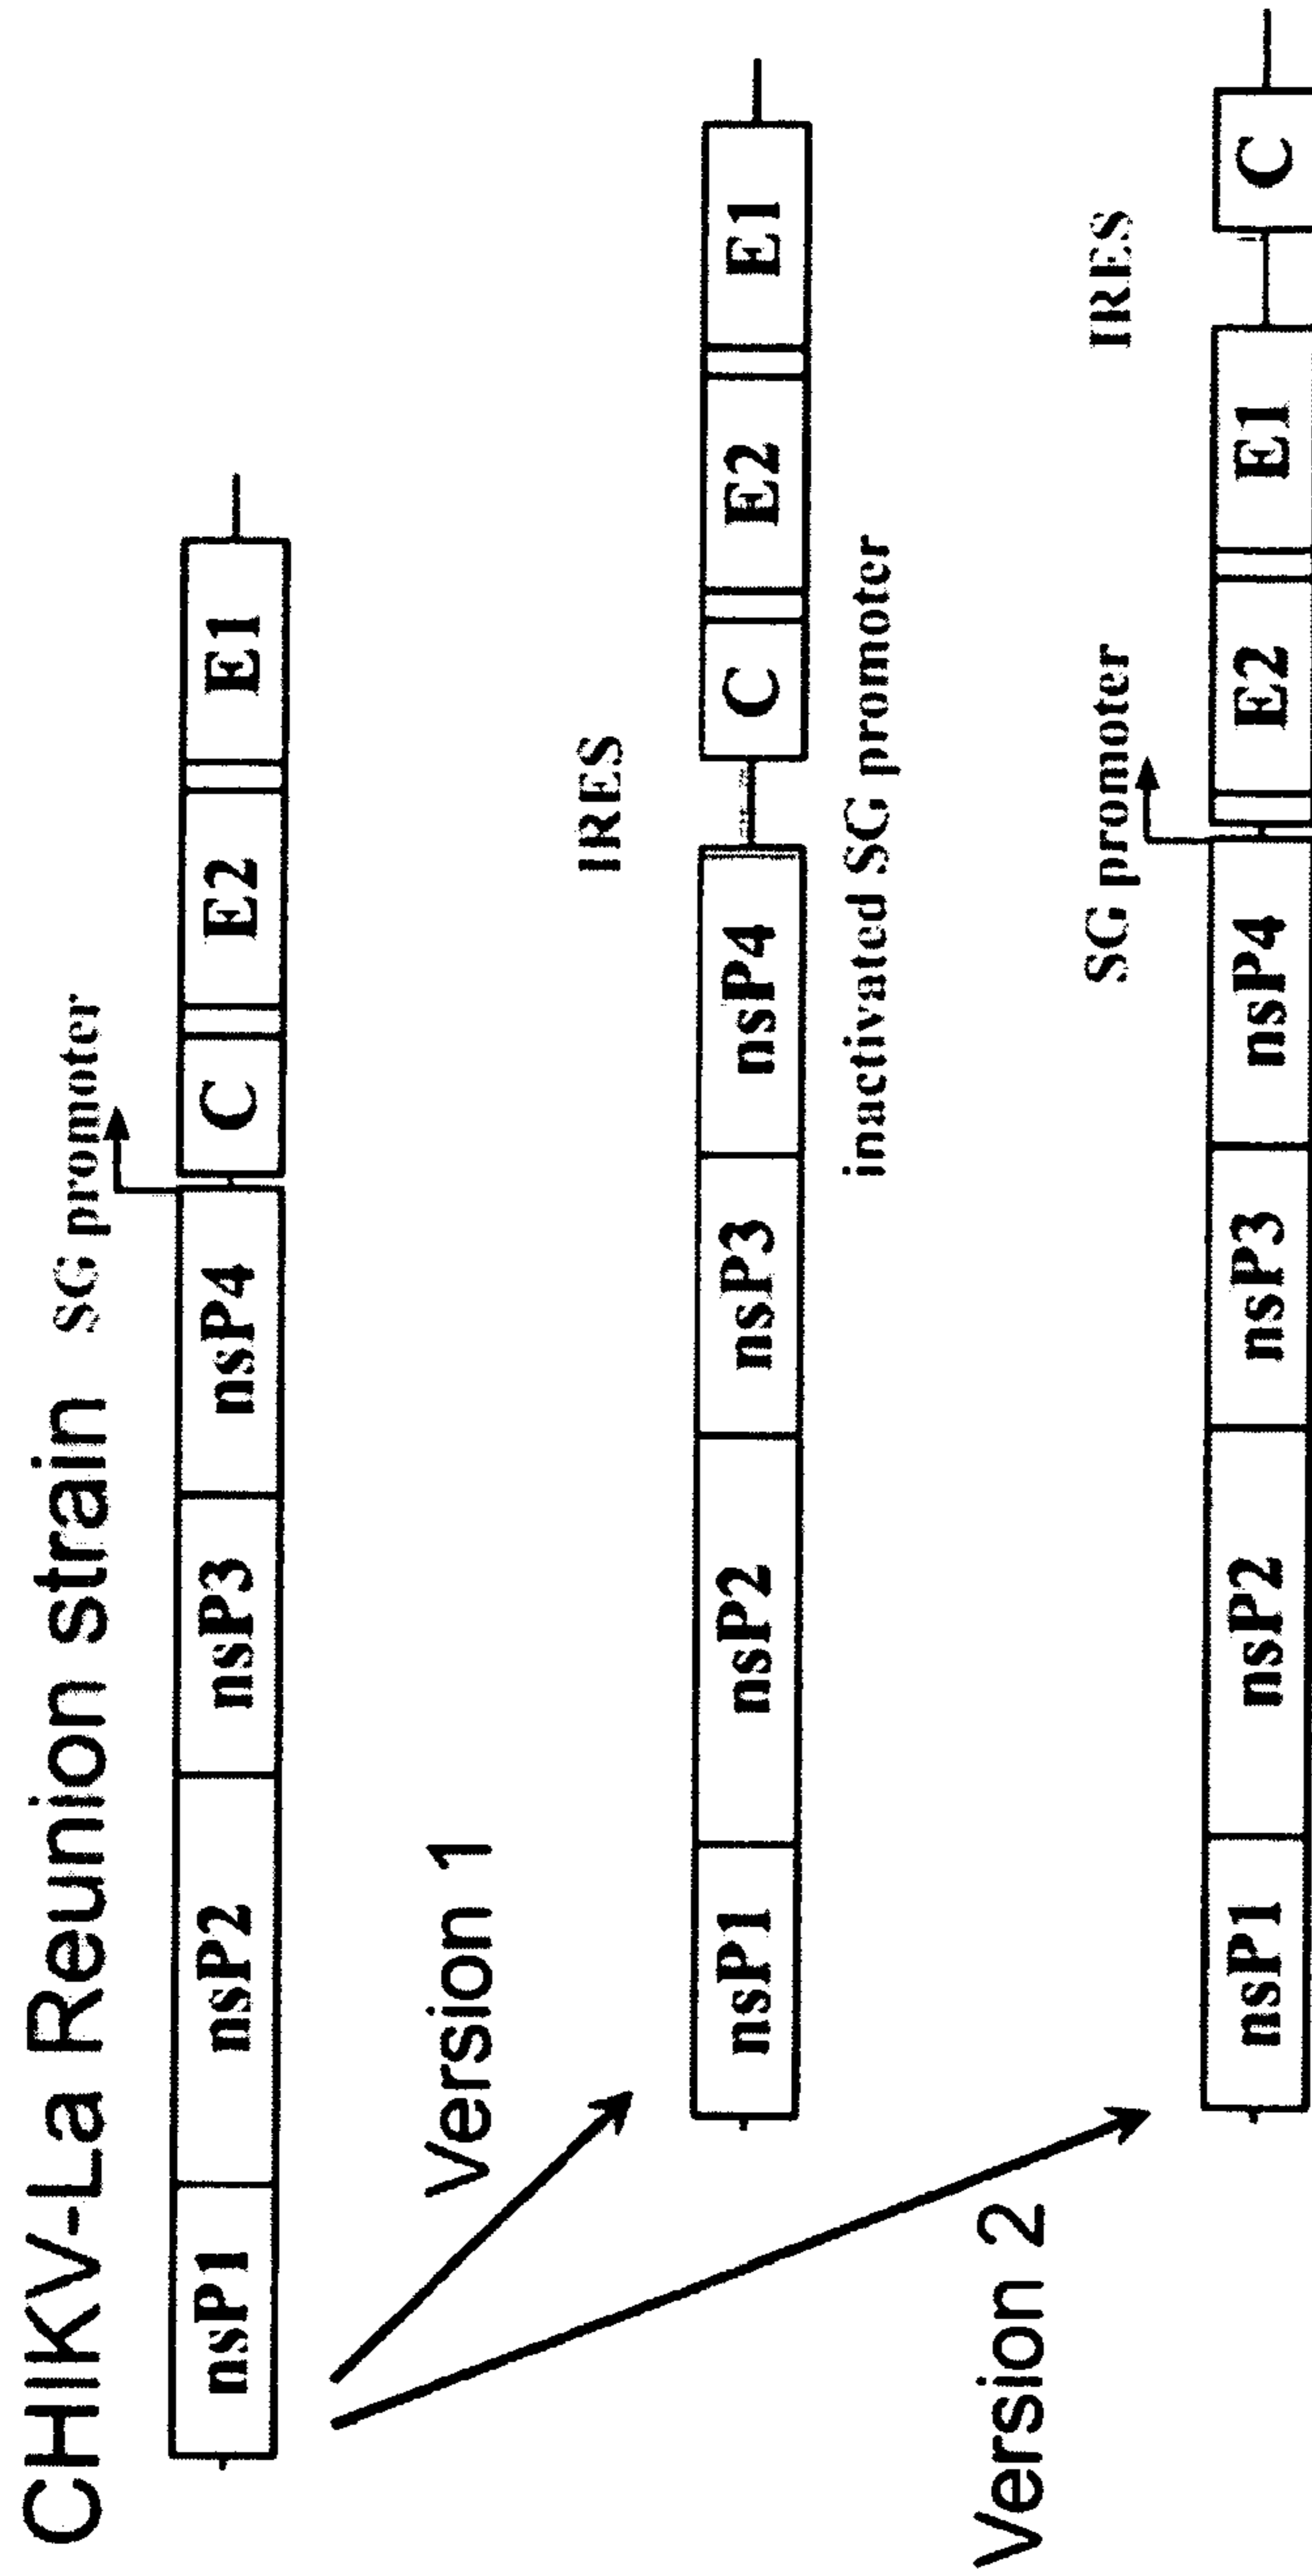 CHIKV-La Reunion strain SG promoter
nsP1 nsP2 nsP3 nsP4 C E2 E1
Version 1
IRES
nsP1 nsP2 nsP3 nsP4 C E2 E1
inactivated SG promoter
Version 2
SG promoter IRES
nsP1 nsP2 nsP3 nsP4 E2 E1 C